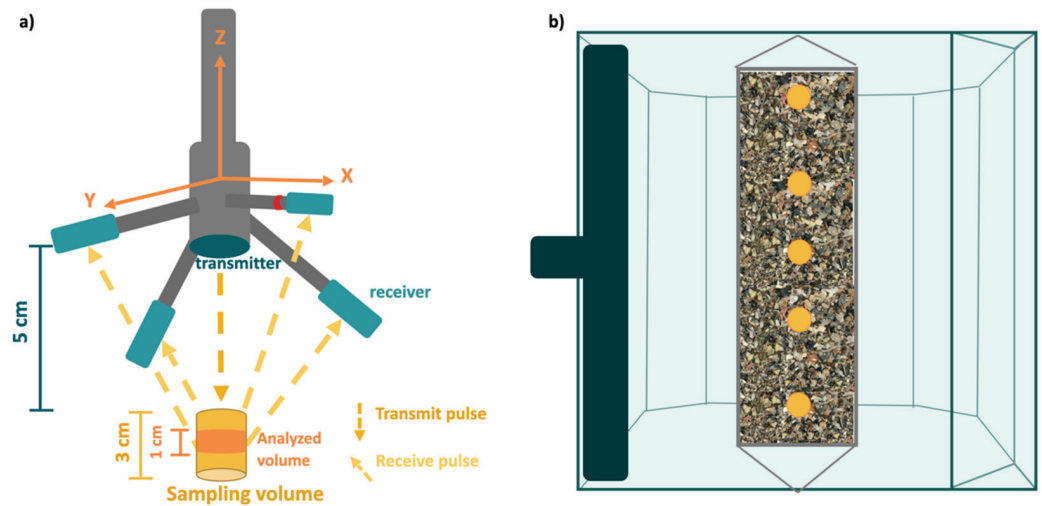 a)
Z
X
Y
transmitter
receiver
5 cm
3 cm
1 cm
Analyzed
volume
Sampling volume
Transmit pulse
Receive pulse
b)